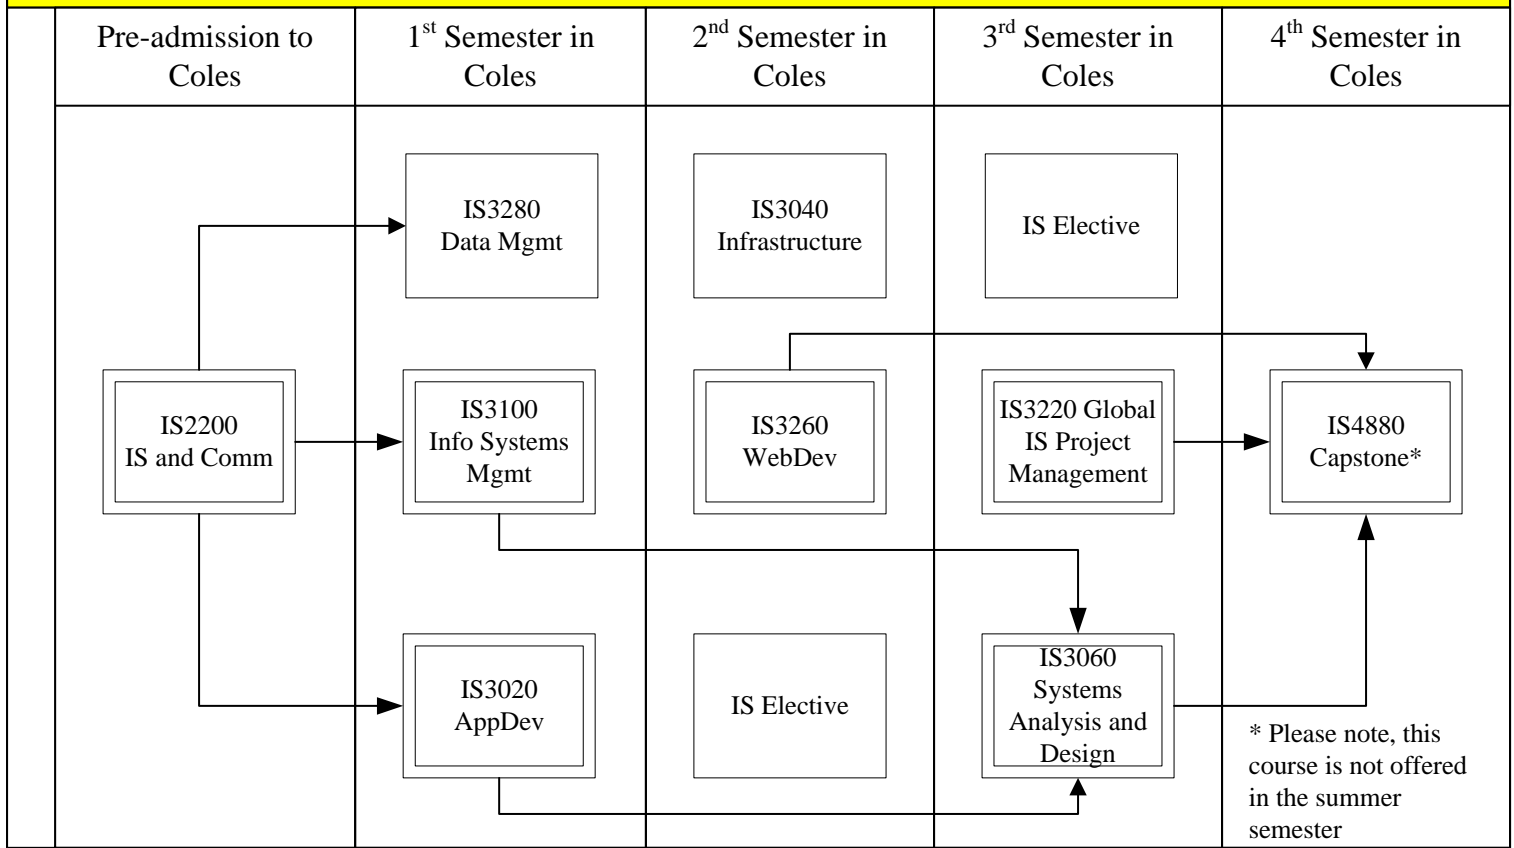 Pre-admission to
Coles
1st Semester in
Coles
2nd Semester in
Coles
3rd Semester in
Coles
4th Semester in
Coles
IS3280
Data Mgmt
IS3040
Infrastructure
IS Elective
IS2200
IS and Comm
IS3100
Info Systems
Mgmt
IS3260
WebDev
IS3220 Global
IS Project
Management
IS4880
Capstone*
IS3020
AppDev
IS Elective
IS3060
Systems
Analysis and
Design
* Please note, this
course is not offered
in the summer
semester